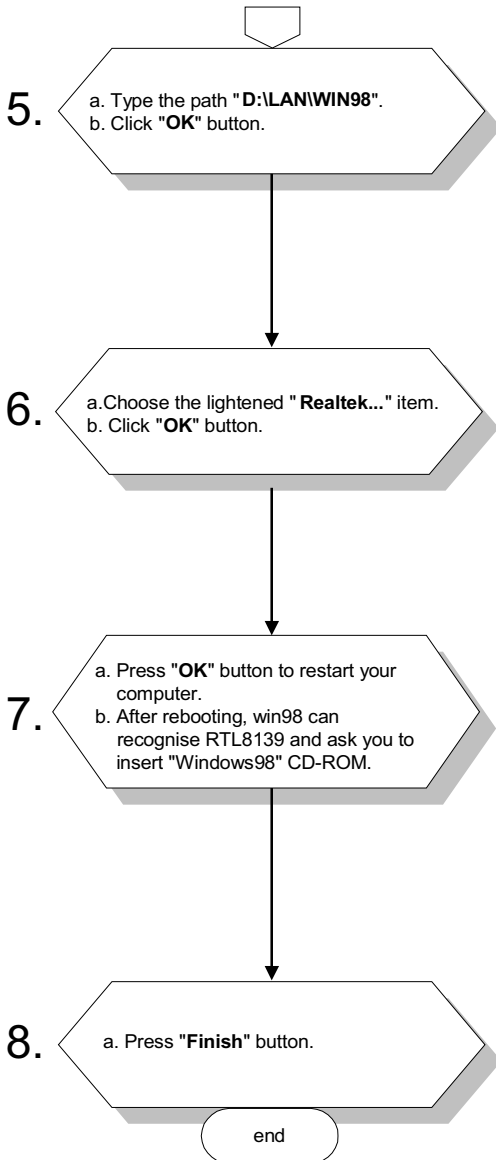 5.
a. Type the path "D:\LAN\WIN98".
b. Click "OK" button.
6.
a.Choose the lightened "Realtek..." item.
b. Click "OK" button.
7.
a. Press "OK" button to restart your
computer.
b. After rebooting, win98 can
recognise RTL8139 and ask you to
insert "Windows98" CD-ROM.
8.
a. Press "Finish" button.
end